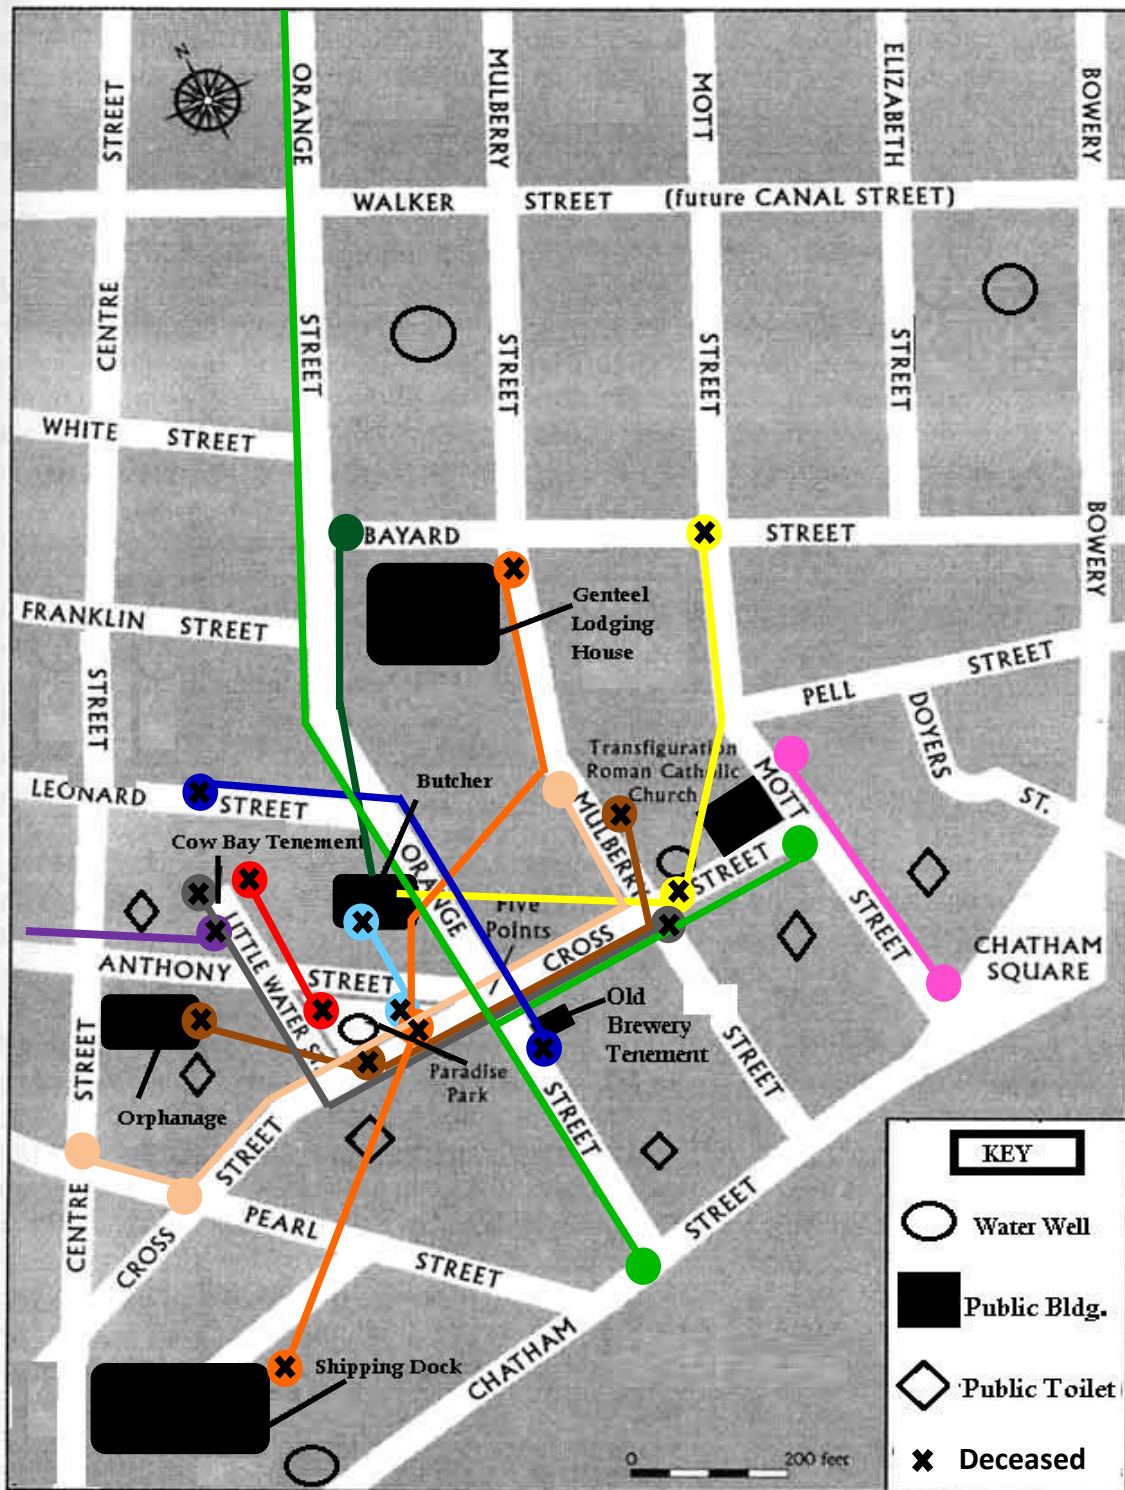 N
ORANGE
MULBERRY
MOTT
ELIZABETH
BOWERY
STREET
WALKER STREET (future CANAL STREET)
CENTRE
STREET
STREET
STREET
STREET
WHITE STREET
BAYARD STREET
BOWERY
Genteel
Lodging
House
FRANKLIN STREET
STREET
PELL STREET
DOYERS
ST.
Transfiguration
Roman Catholic
Church
MOTT
Butcher
LEONARD STREET
MULBERRY
Cow Bay Tenement
ORANGE
STREET
Five
Points
CROSS
STREET
CHATHAM
SQUARE
LITTLE WATER ST.
ANTHONY STREET
Old
Brewery
Tenement
STREET
STREET
Paradise
Park
STREET
Orphanage
STREET
CENTRE
CROSS
PEARL STREET
STREET
CHATHAM
Shipping Dock
0 200 feet
KEY
Water Well
Public Bldg.
Public Toilet
Deceased